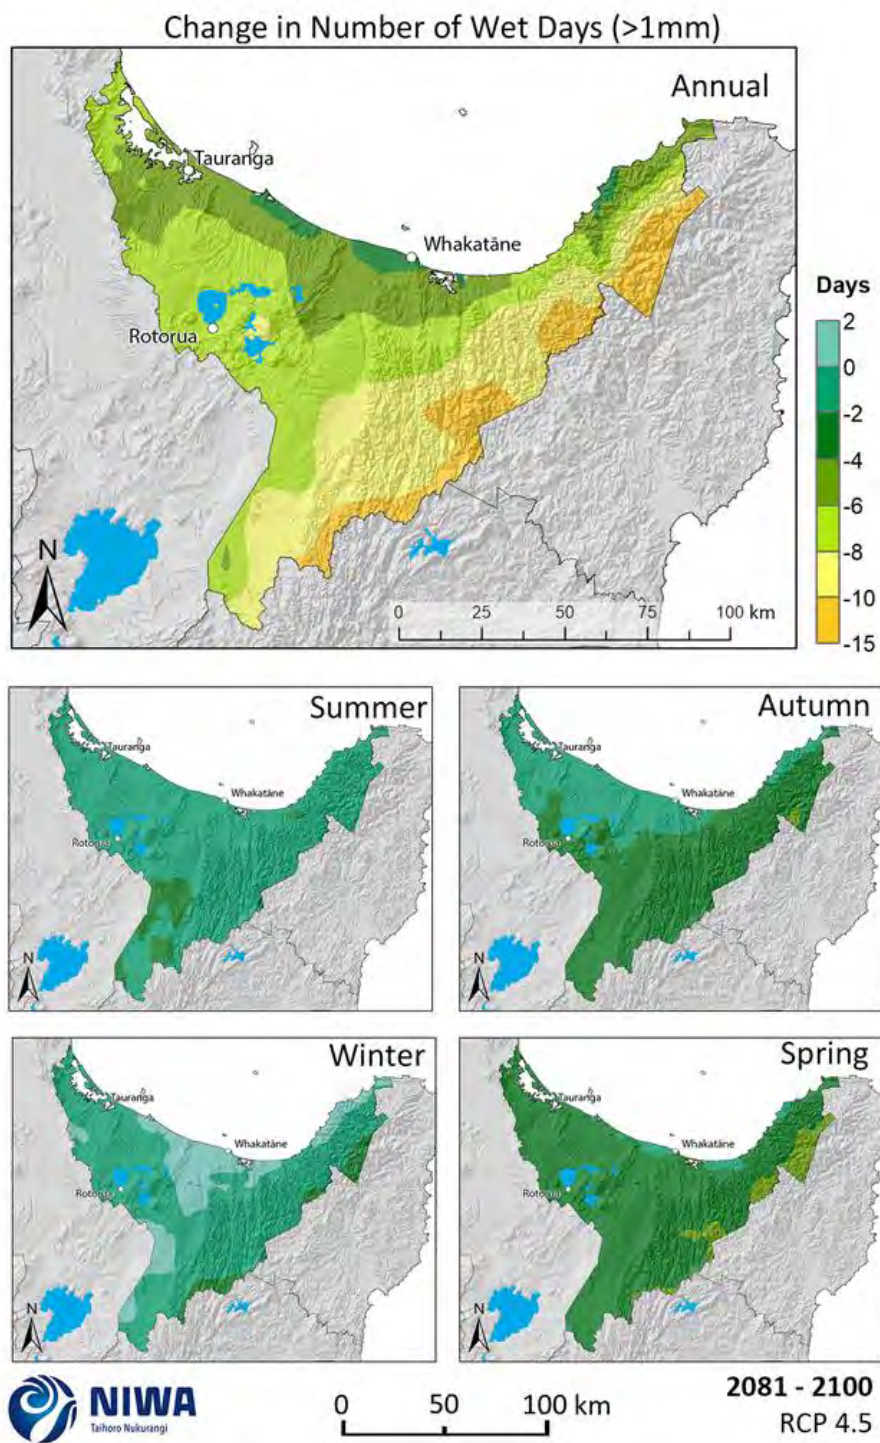 Change in Number of Wet Days (>1mm)
Annual
Tauranga
Whakatāne
Rotorua
Days
2
0
-2
-4
-6
-8
-10
-15
N
0 25 50 75 100 km
Summer
Tauranga
Whakatāne
Rotorua
N
Autumn
Tauranga
Whakatāne
Rotorua
N
Winter
Tauranga
Whakatāne
Rotorua
N
Spring
Tauranga
Whakatāne
Rotorua
N
NIWA
Taihoro Nukurangi
0 50 100 km
2081 - 2100
RCP 4.5